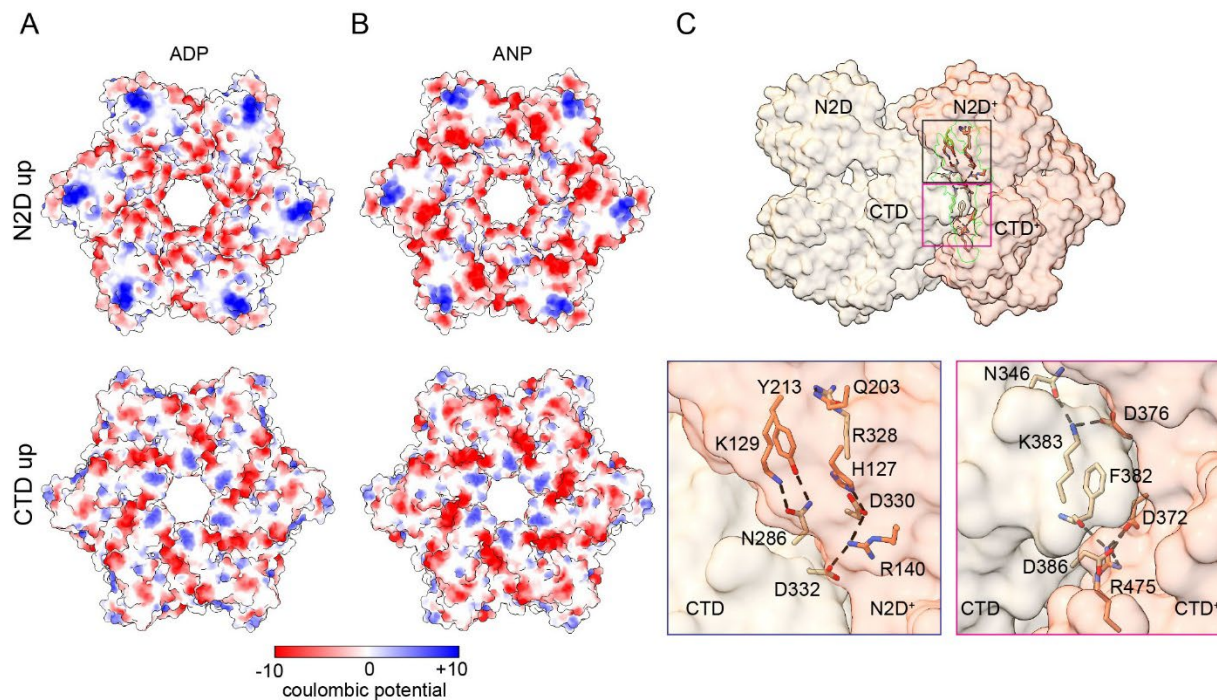 A
B
C
ADP
ANP
N2D up
CTD up
-10
0
+10
coulombic potential
N2D
N2D⁺
CTD
CTD⁺
Y213
Q203
K129
R328
H127
D330
N286
R140
D332
CTD
N2D⁺
N346
D376
K383
F382
D372
D386
R475
CTD
CTD⁺